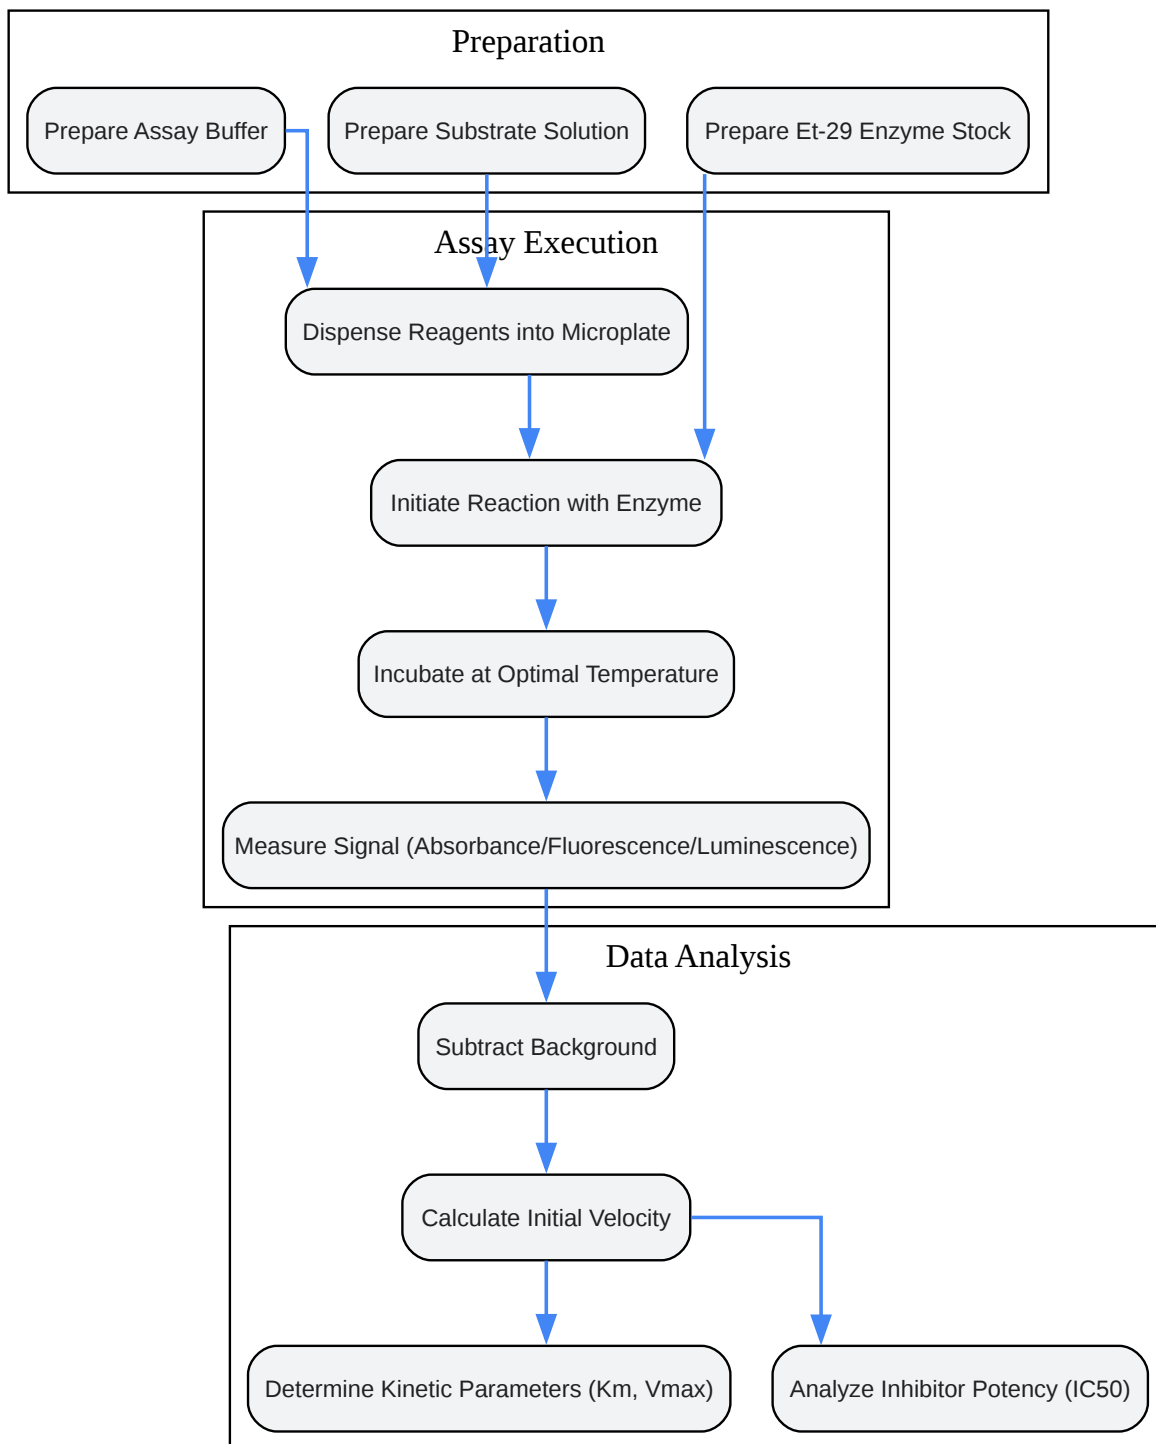 Preparation
Prepare Assay Buffer
Prepare Substrate Solution
Prepare Et-29 Enzyme Stock
Assay Execution
Dispense Reagents into Microplate
Initiate Reaction with Enzyme
Incubate at Optimal Temperature
Measure Signal (Absorbance/Fluorescence/Luminescence)
Data Analysis
Subtract Background
Calculate Initial Velocity
Determine Kinetic Parameters (Km, Vmax)
Analyze Inhibitor Potency (IC50)